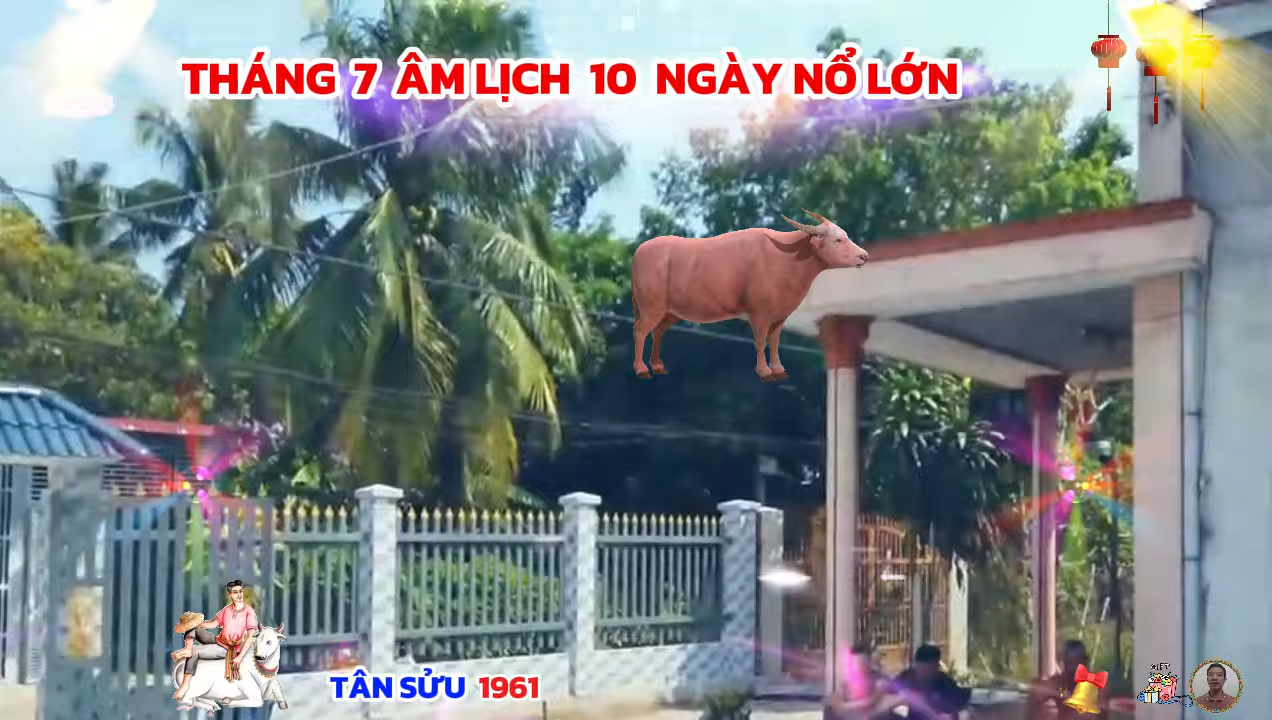 THÁNG 7 ÂM LỊCH 10 NGÀY NỔ LỚN
TÂN SỬU 1961